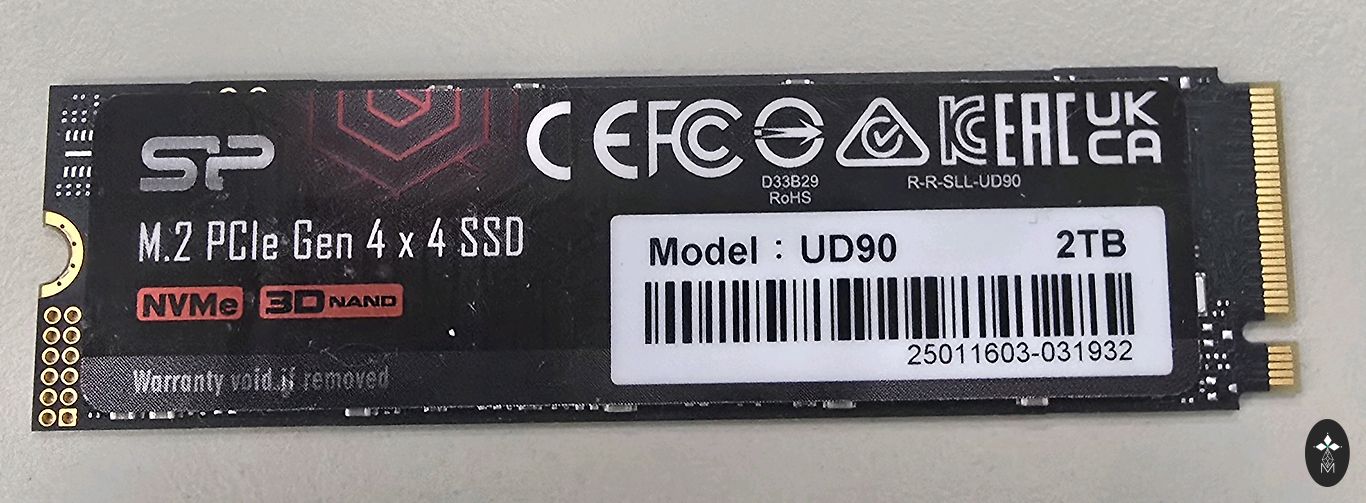 SP
M.2 PCIe Gen 4 x 4 SSD
NVMe 3D NAND
Warranty void if removed
CE FC
D33B29
RoHS
R-R-SLL-UD90
KC EAC UK
CA
Model : UD90 2TB
25011603-031932
M